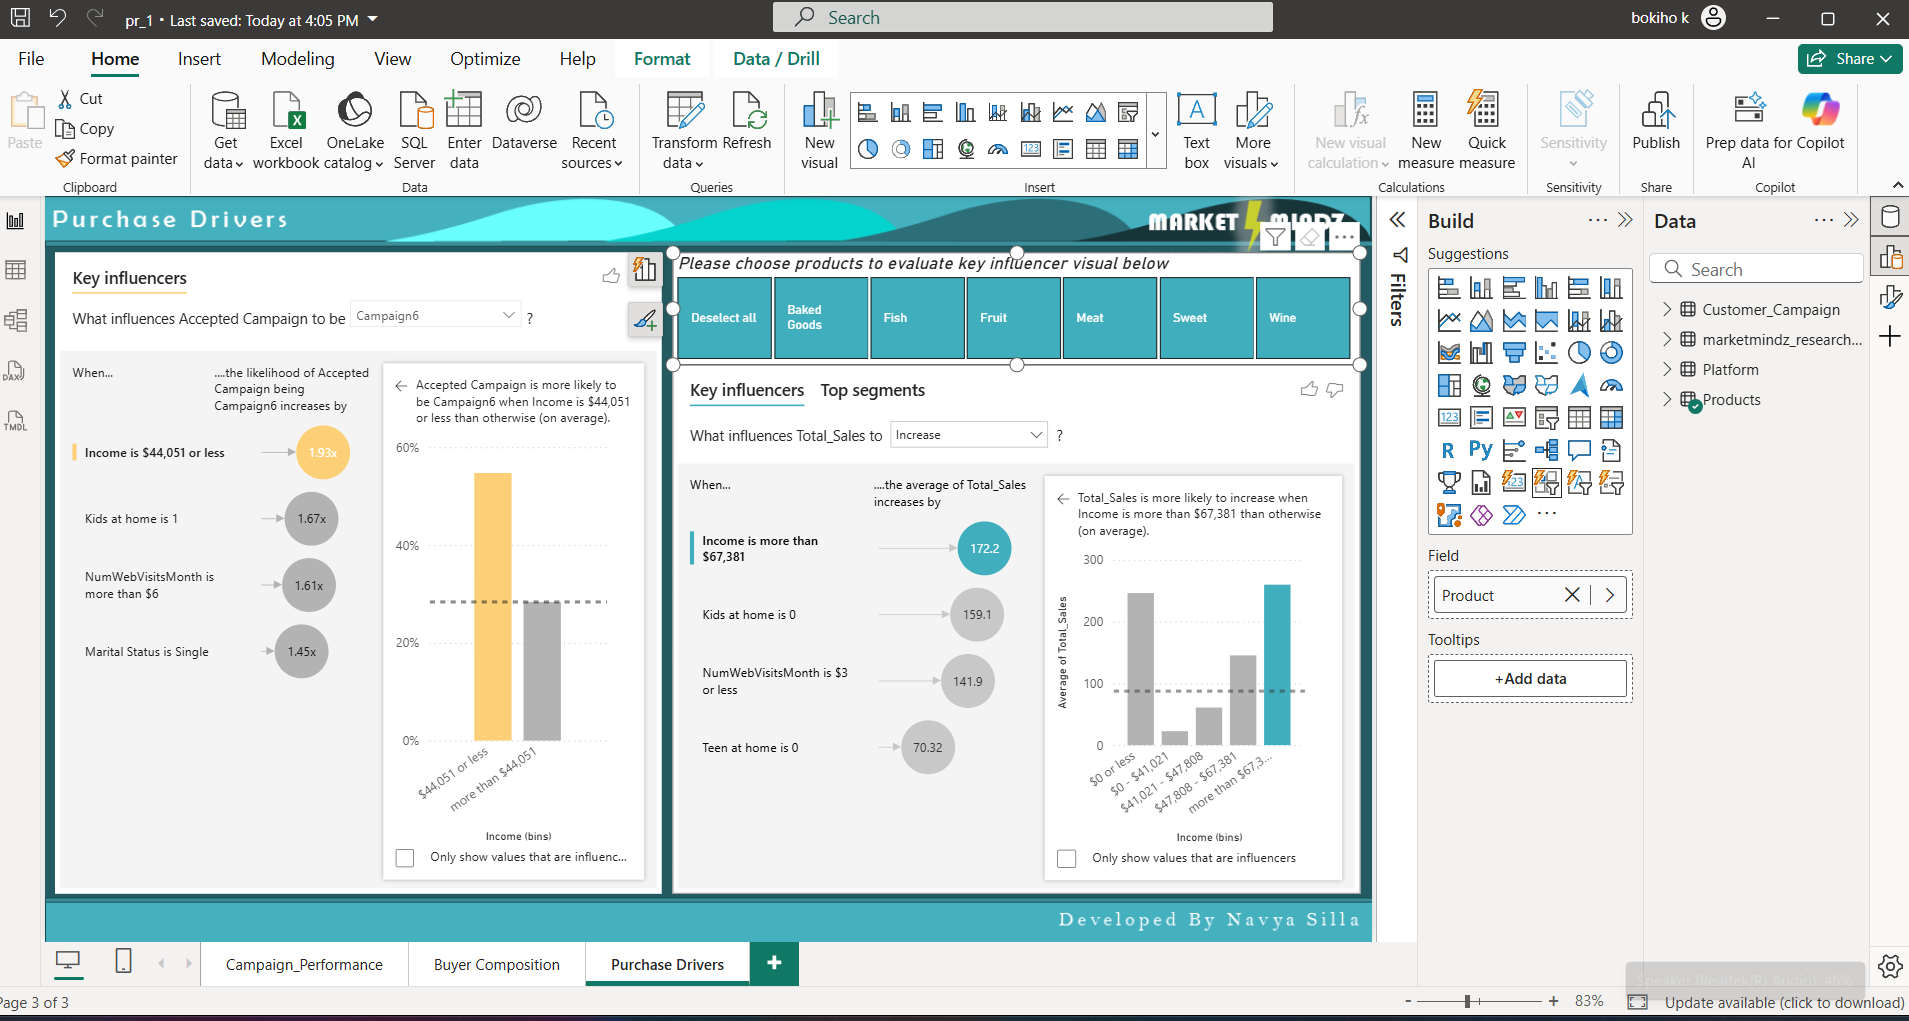 pr_1 • Last saved: Today at 4:05 PM
Search
bokiho k
File
Home
Insert
Modeling
View
Optimize
Help
Format
Data / Drill
Share
Paste
Cut
Copy
Format painter
Clipboard
Get data
Excel workbook
OneLake catalog
SQL Server
Enter data
Dataverse
Recent sources
Data
Transform data
Refresh
Queries
New visual
Text box
More visuals
Insert
New visual calculation
New measure
Quick measure
Calculations
Sensitivity
Sensitivity
Publish
Share
Prep data for AI
Copilot
Copilot
Purchase Drivers
MARKET MINDZ
Key influencers
What influences Accepted Campaign to be
Campaign6
?
When...
....the likelihood of Accepted
Campaign being
Campaign6 increases by
Income is $44,051 or less
1.93x
Kids at home is 1
1.67x
NumWebVisitsMonth is
more than $6
1.61x
Marital Status is Single
1.45x
Accepted Campaign is more likely to
be Campaign6 when Income is $44,051
or less than otherwise (on average).
60%
40%
20%
0%
$44,051 or less
more than $44,051
Income (bins)
Only show values that are influenc...
Please choose products to evaluate key influencer visual below
Deselect all
Baked
Goods
Fish
Fruit
Meat
Sweet
Wine
Key influencers
Top segments
What influences Total_Sales to
Increase
?
When...
....the average of Total_Sales
increases by
Income is more than
$67,381
172.2
Kids at home is 0
159.1
NumWebVisitsMonth is $3
or less
141.9
Teen at home is 0
70.32
Total_Sales is more likely to increase when
Income is more than $67,381 than otherwise
(on average).
Average of Total_Sales
300
200
100
0
$0 or less
$0 - $41,021
$41,021 - $47,808
$47,808 - $67,381
more than $67,3...
Income (bins)
Only show values that are influencers
Developed By Navya Silla
Filters
Build
Suggestions
R
Py
123
123
Field
Product
Tooltips
+Add data
Data
Search
Customer_Campaign
marketmindz_research...
Platform
Products
DAX
TMDL
Campaign_Performance
Buyer Composition
Purchase Drivers
Page 3 of 3
83%
Speaker (Realtek(R) Audio): 46%
Update available (click to download)